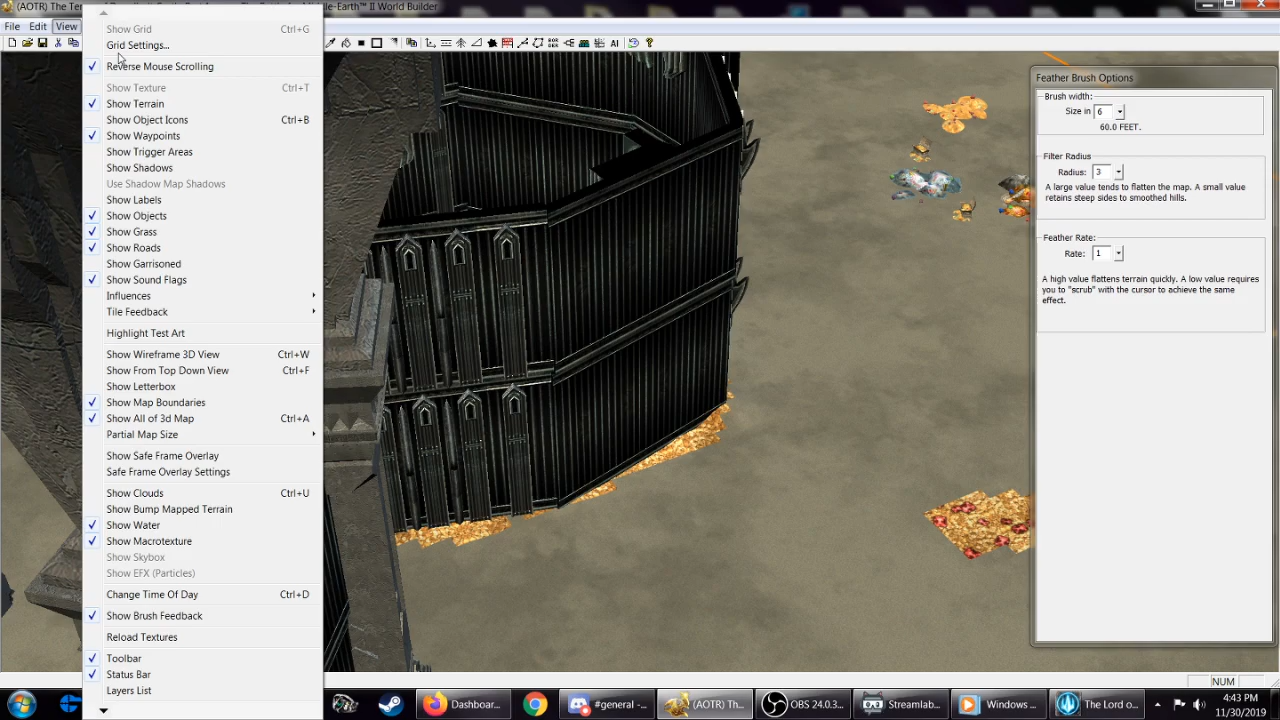 Middle-Earth™ II World Builder
File Edit View
Show Grid Ctrl+G
Grid Settings...
Reverse Mouse Scrolling
Show Texture Ctrl+T
Show Terrain
Show Object Icons Ctrl+B
Show Waypoints
Show Trigger Areas
Show Shadows
Use Shadow Map Shadows
Show Labels
Show Objects
Show Grass
Show Roads
Show Garrisoned
Show Sound Flags
Influences
Tile Feedback
Highlight Test Art
Show Wireframe 3D View Ctrl+W
Show From Top Down View Ctrl+F
Show Letterbox
Show Map Boundaries
Show All of 3d Map Ctrl+A
Partial Map Size
Show Safe Frame Overlay
Safe Frame Overlay Settings
Show Clouds Ctrl+U
Show Bump Mapped Terrain
Show Water
Show Macrotexture
Show Skybox
Show EFX (Particles)
Change Time Of Day Ctrl+D
Show Brush Feedback
Reload Textures
Toolbar
Status Bar
Layers List
AI
Feather Brush Options
Brush width:
Size in 6
60.0 FEET.
Filter Radius
Radius: 3
A large value tends to flatten the map. A small value
retains steep sides to smoothed hills.
Feather Rate:
Rate: 1
A high value flattens terrain quickly. A low value requires
you to "scrub" with the cursor to achieve the same
effect.
NUM
Dashboar...
#general -...
(AOTR) Th...
OBS 24.0.3...
Streamlab...
Windows ...
The Lord o...
4:43 PM
11/30/2019